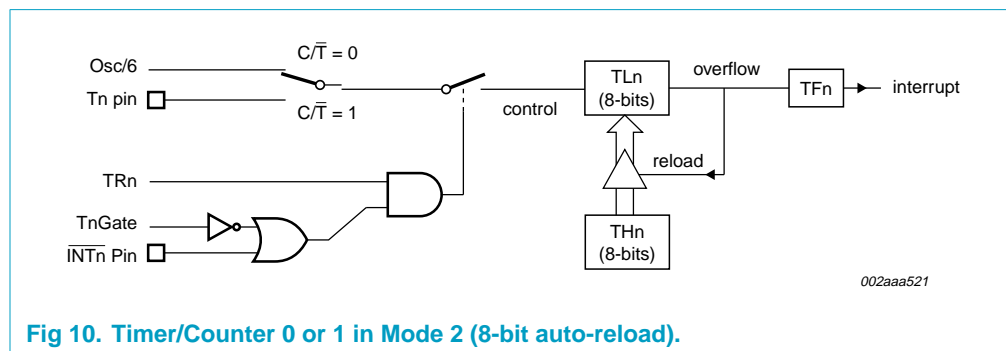 Osc/6
C/T̅ = 0
Tn pin
C/T̅ = 1
control
TLn
(8-bits)
overflow
TFn
interrupt
reload
TRn
TnGate
I̅N̅T̅n̅ Pin
THn
(8-bits)
002aaa521
Fig 10. Timer/Counter 0 or 1 in Mode 2 (8-bit auto-reload).